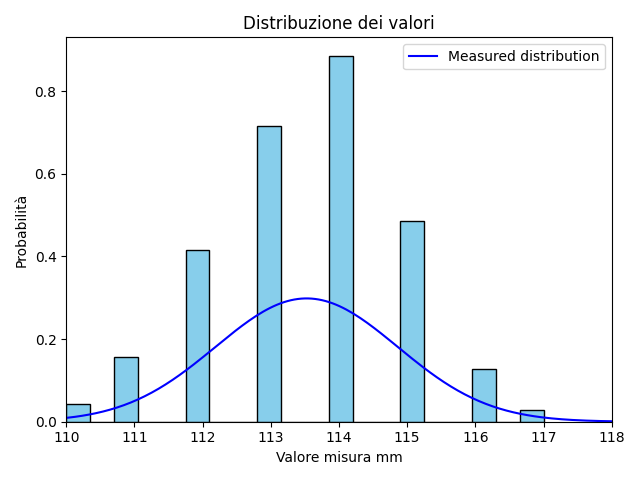 Distribuzione dei valori
Measured distribution
Probabilità
0.8
0.6
0.4
0.2
0.0
110 111 112 113 114 115 116 117 118
Valore misura mm